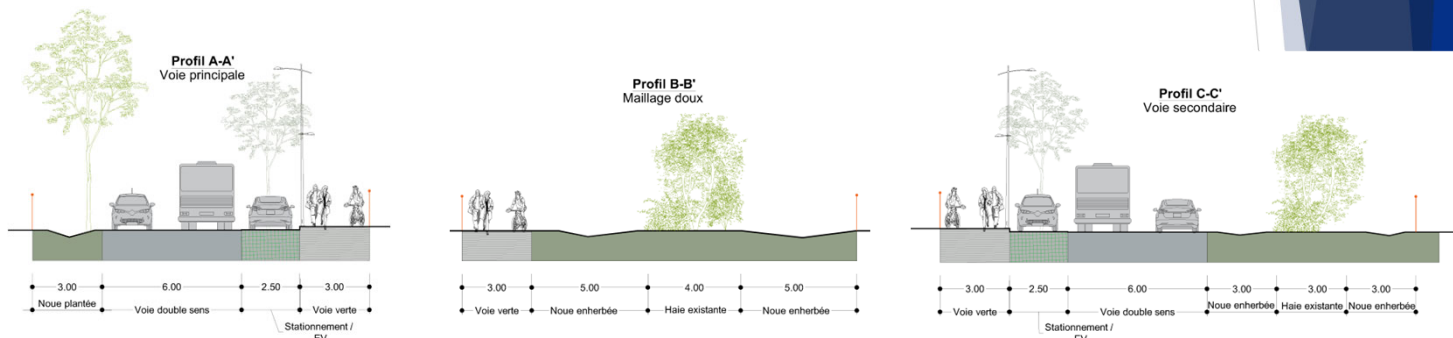 Profil A-A'
Voie principale
3.00 6.00 2.50 3.00
Noue plantée Voie double sens Voie verte
Stationnement /
EV
Profil B-B'
Maillage doux
3.00 5.00 4.00 5.00
Voie verte Noue enherbée Haie existante Noue enherbée
Profil C-C'
Voie secondaire
3.00 2.50 6.00 3.00 3.00 3.00
Voie verte Voie double sens Noue enherbée Haie existante Noue enherbée
Stationnement /
EV